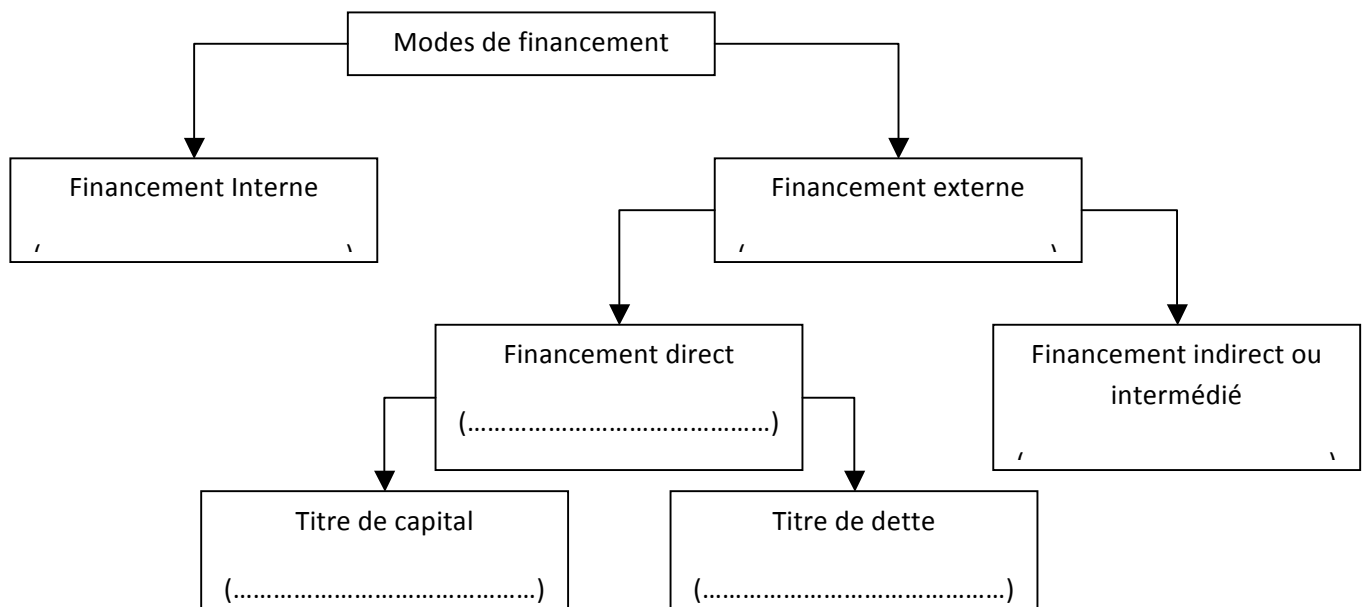 Modes de financement
Financement Interne
(                    )
Financement externe
(                    )
Financement direct
(………………………………………)
Financement indirect ou
intermédié
(                    )
Titre de capital
(………………………………………)
Titre de dette
(………………………………………)